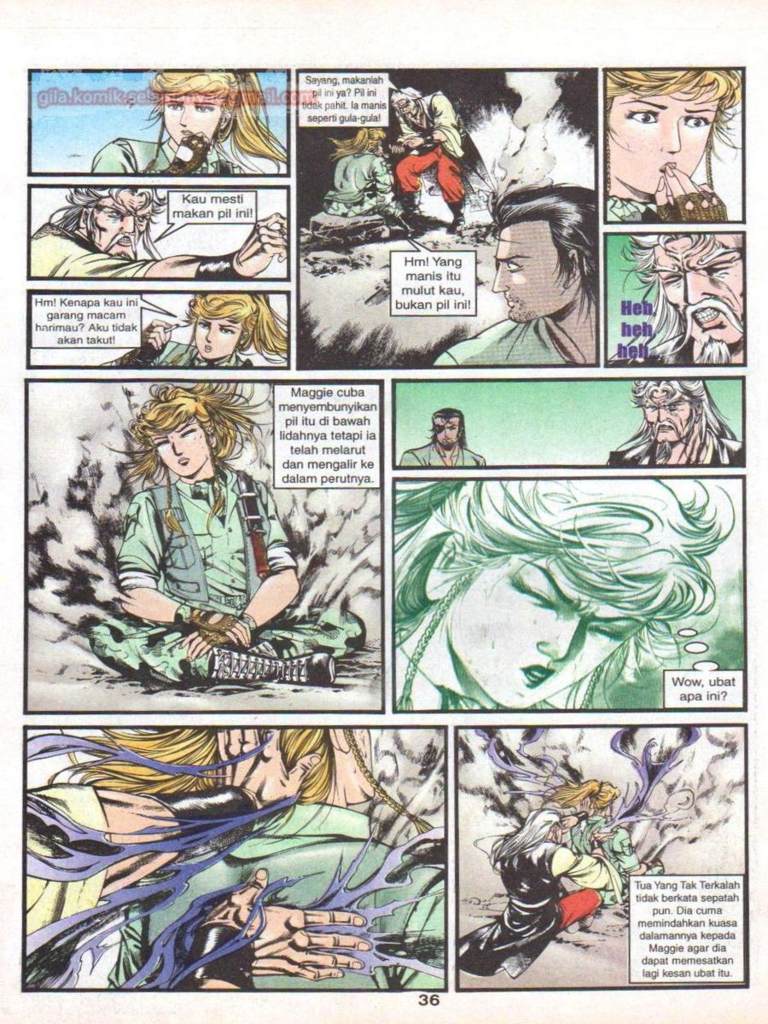 Kau mesti
makan pil ini!
Hm! Kenapa kau ini
garang macam
harimau? Aku tidak
akan takut!
Sayang, makanlah
pil ini ya? Pil ini
tidak pahit. Ia manis
seperti gula-gula!
Hm! Yang
manis itu
mulut kau,
bukan pil ini!
Heh
heh
heh
Maggie cuba
menyembunyikan
pil itu di bawah
lidahnya tetapi ia
telah melarut
dan mengalir ke
dalam perutnya.
Wow, ubat
apa ini?
Tua Yang Tak Terkalah
tidak berkata sepatah
pun. Dia cuma
memindahkan kuasa
dalamannya kepada
Maggie agar dia
dapat memesatkan
lagi kesan ubat itu.
36